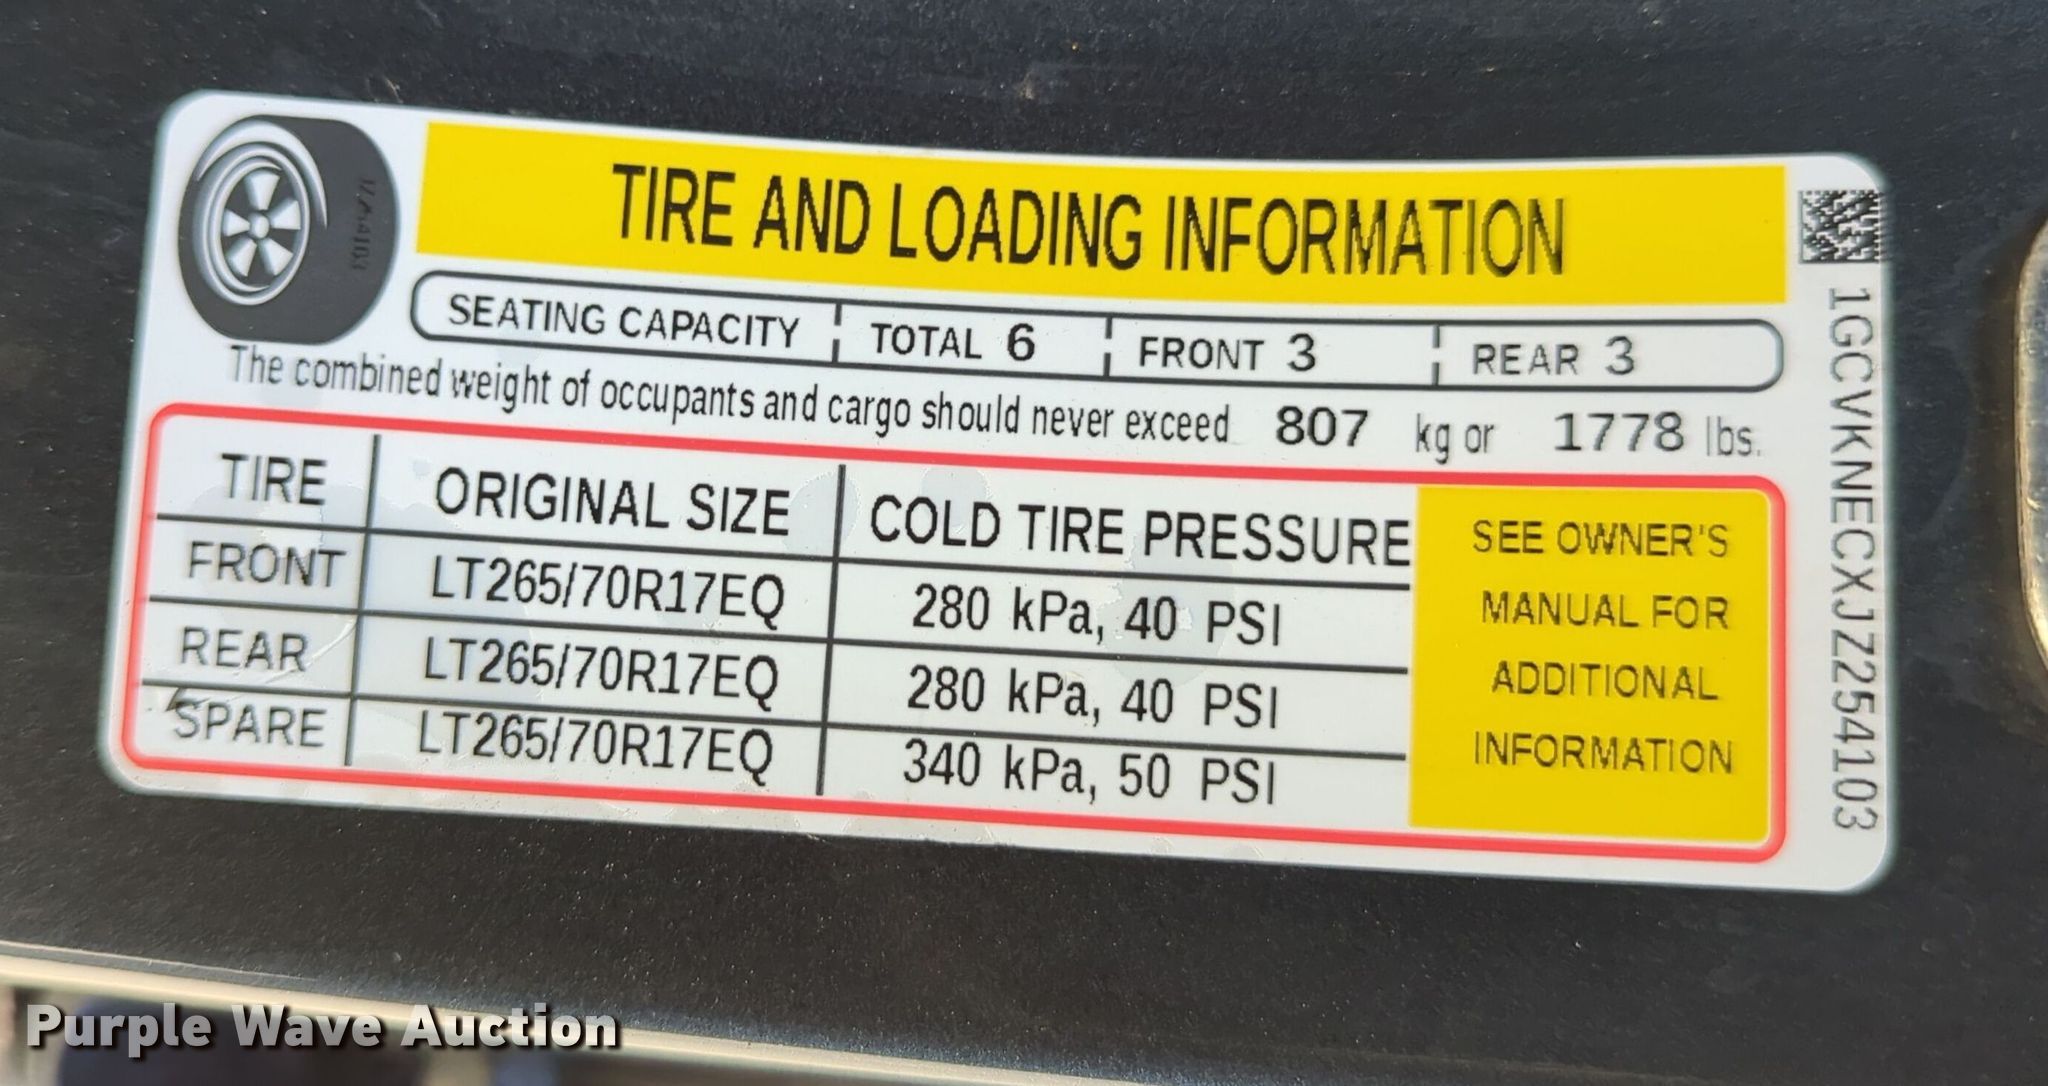 TIRE AND LOADING INFORMATION
SEATING CAPACITY TOTAL 6 FRONT 3 REAR 3
The combined weight of occupants and cargo should never exceed 807 kg or 1778 lbs.
TIRE ORIGINAL SIZE COLD TIRE PRESSURE
FRONT LT265/70R17EQ 280 kPa, 40 PSI
REAR LT265/70R17EQ 280 kPa, 40 PSI
SPARE LT265/70R17EQ 340 kPa, 50 PSI
SEE OWNER'S
MANUAL FOR
ADDITIONAL
INFORMATION
1GCVKNECXJZ254103
Purple Wave Auction